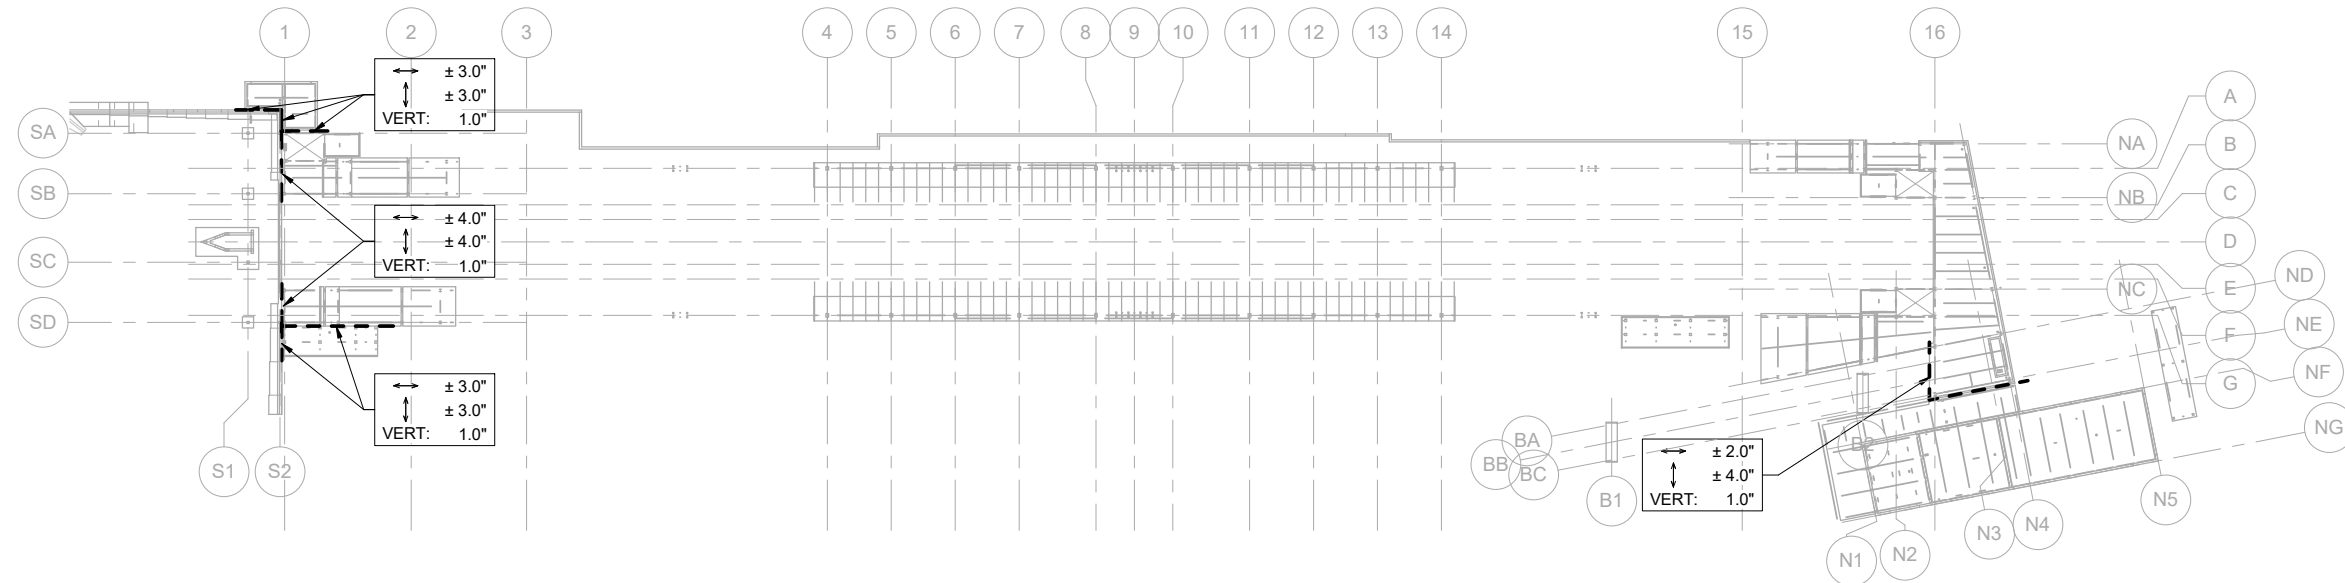 1 2 3 4 5 6 7 8 9 10 11 12 13 14 15 16
± 3.0"
± 3.0"
VERT: 1.0"
SA
SB
SC
SD
± 4.0"
± 4.0"
VERT: 1.0"
± 3.0"
± 3.0"
VERT: 1.0"
S1 S2
A
NA
B
NB
C
D
ND
NC
E
NE
F
NF
G
NG
BA
BB
BC
B1
B2
± 2.0"
± 4.0"
VERT: 1.0"
N1 N2 N3 N4 N5